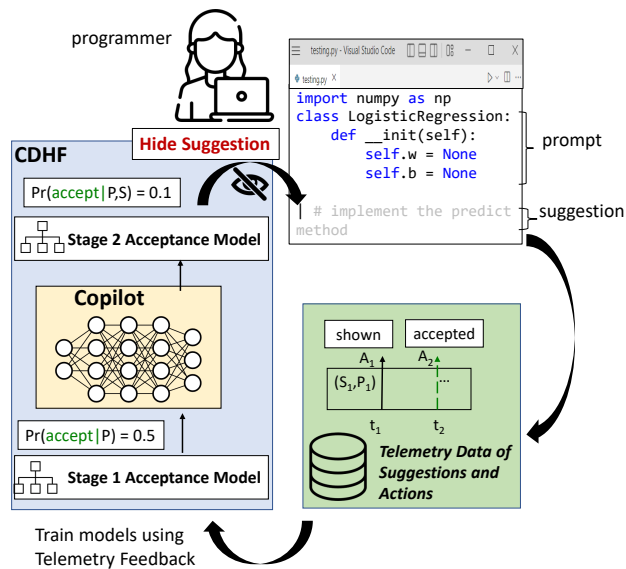 programmer
CDHF
Hide Suggestion
Pr(accept|P,S) = 0.1
Stage 2 Acceptance Model
Copilot
Pr(accept|P) = 0.5
Stage 1 Acceptance Model
Train models using
Telemetry Feedback
testing.py - Visual Studio Code
testing.py
import numpy as np
class LogisticRegression:
def __init(self):
self.w = None
self.b = None
# implement the predict
method
prompt
suggestion
shown
accepted
A1
A2
(S1,P1)
...
t1
t2
Telemetry Data of
Suggestions and
Actions